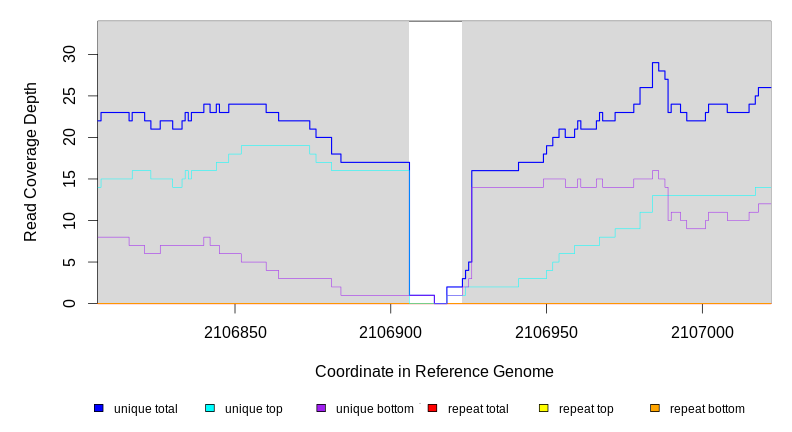 30
25
20
15
10
5
0
Read Coverage Depth
2106850 2106900 2106950 2107000
Coordinate in Reference Genome
unique total unique top unique bottom repeat total repeat top repeat bottom